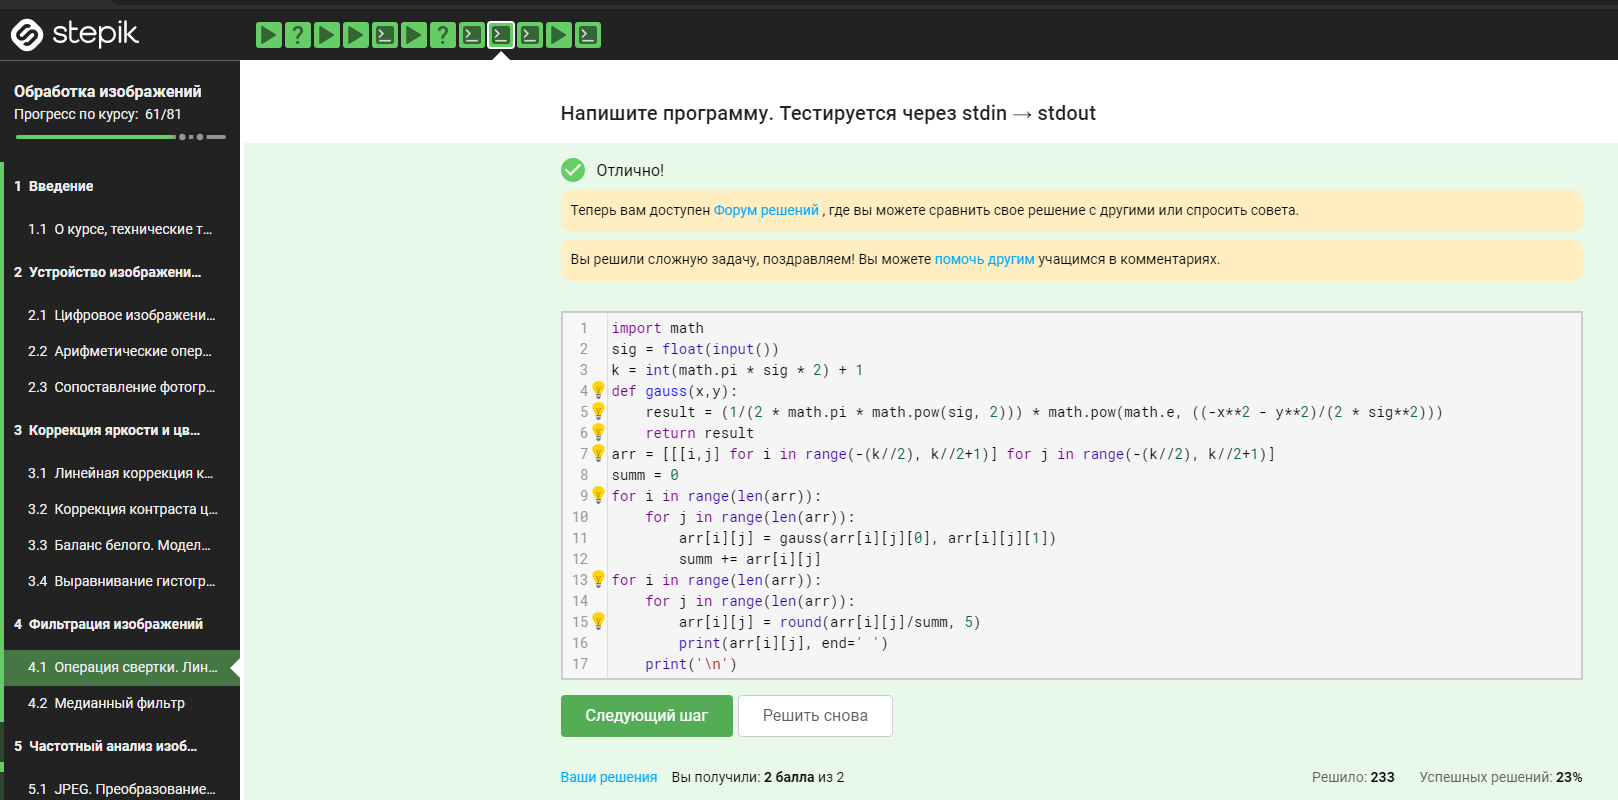 stepik
Обработка изображений
Прогресс по курсу: 61/81
1 Введение
1.1 О курсе, технические т...
2 Устройство изображени...
2.1 Цифровое изображени...
2.2 Арифметические опер...
2.3 Сопоставление фотогр...
3 Коррекция яркости и цв...
3.1 Линейная коррекция к...
3.2 Коррекция контраста ц...
3.3 Баланс белого. Модел...
3.4 Выравнивание гистогр...
4 Фильтрация изображений
4.1 Операция свертки. Лин...
4.2 Медианный фильтр
5 Частотный анализ изоб...
5.1 JPEG. Преобразование...
Напишите программу. Тестируется через stdin → stdout
Отлично!
Теперь вам доступен Форум решений , где вы можете сравнить свое решение с другими или спросить совета.
Вы решили сложную задачу, поздравляем! Вы можете помочь другим учащимся в комментариях.
1 import math
2 sig = float(input())
3 k = int(math.pi * sig * 2) + 1
4 def gauss(x,y):
5     result = (1/(2 * math.pi * math.pow(sig, 2))) * math.pow(math.e, ((-x**2 - y**2)/(2 * sig**2)))
6     return result
7 arr = [[[i,j] for i in range(-(k//2), k//2+1)] for j in range(-(k//2), k//2+1)]
8 summ = 0
9 for i in range(len(arr)):
10     for j in range(len(arr)):
11         arr[i][j] = gauss(arr[i][j][0], arr[i][j][1])
12         summ += arr[i][j]
13 for i in range(len(arr)):
14     for j in range(len(arr)):
15         arr[i][j] = round(arr[i][j]/summ, 5)
16         print(arr[i][j], end=' ')
17     print('\n')
Следующий шаг Решить снова
Ваши решения Вы получили: 2 балла из 2 Решило: 233 Успешных решений: 23%